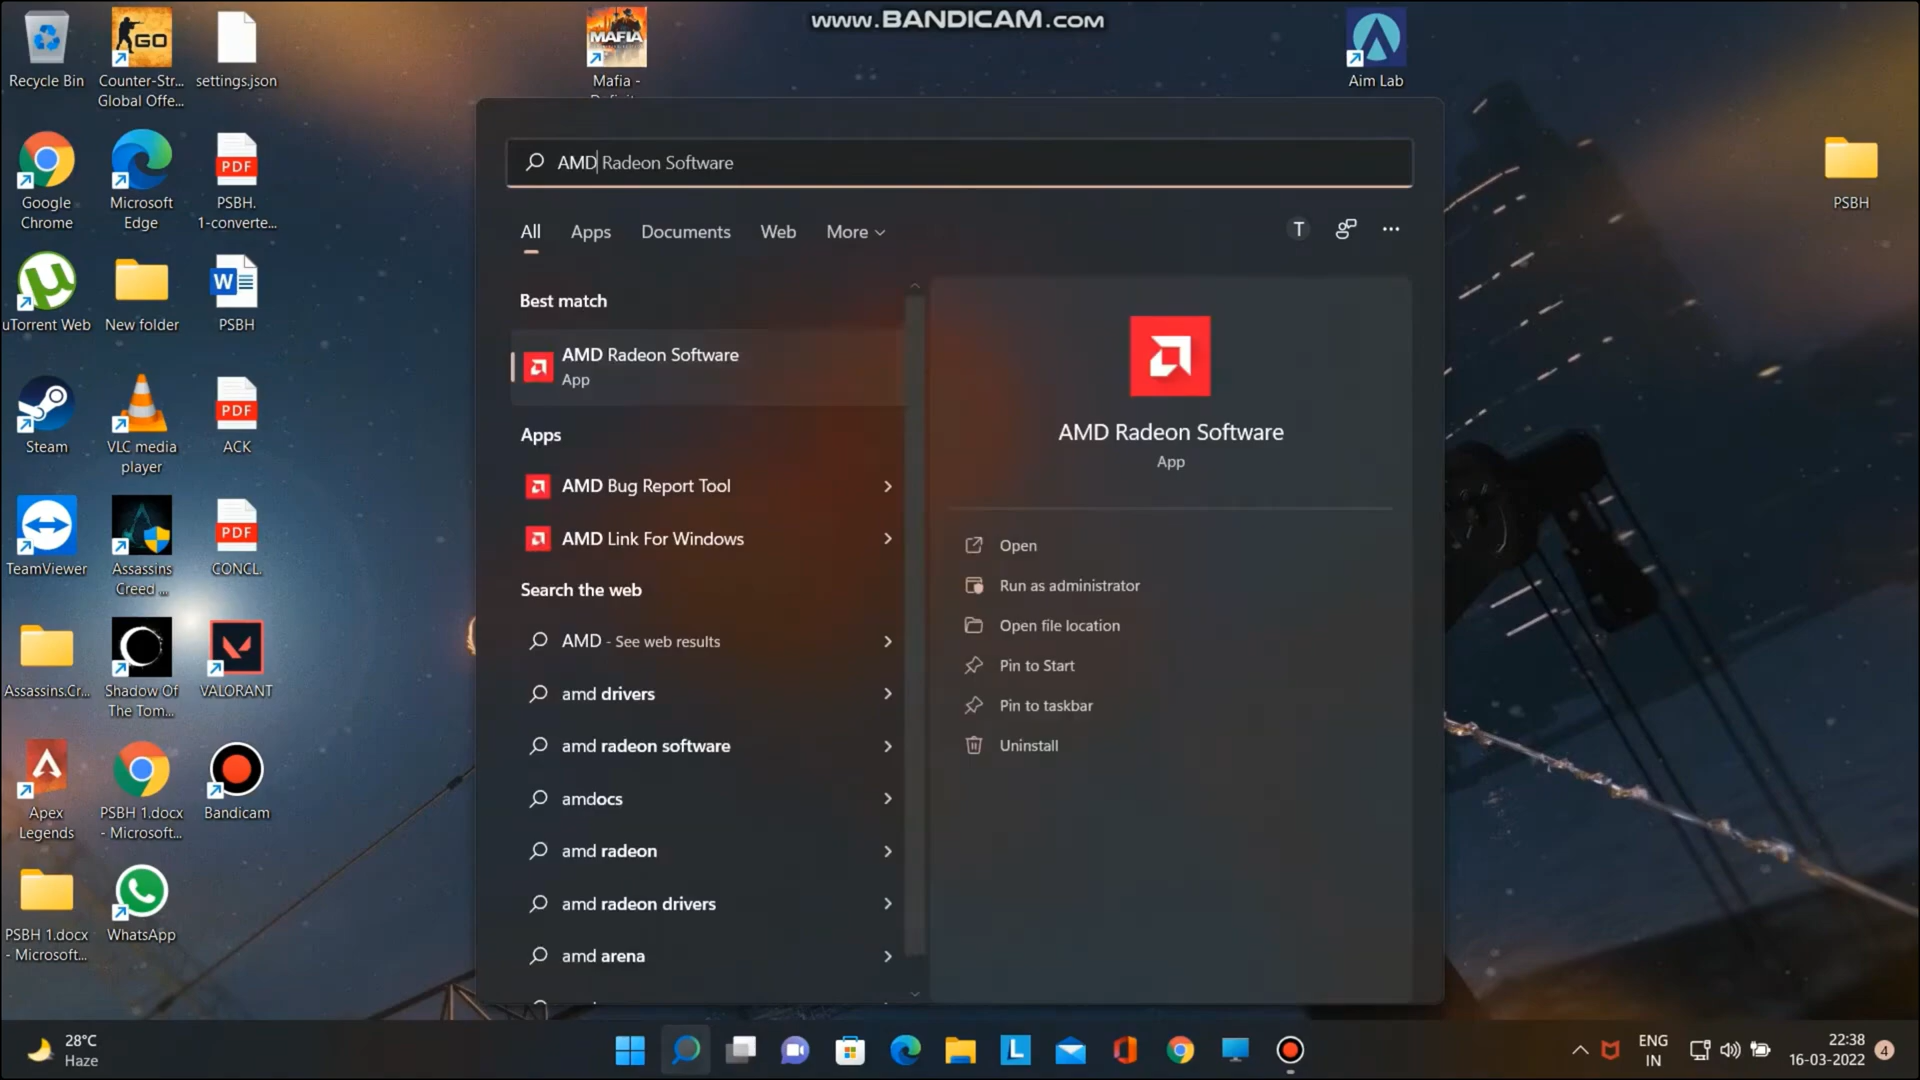 www.BANDICAM.com
Recycle Bin
Counter-Str...
Global Offe...
GO
settings.json
MAFIA
Mafia -
Aim Lab
Google
Chrome
Microsoft
Edge
PDF
PSBH.
1-converte...
PSBH
uTorrent Web
New folder
W
PSBH
Steam
VLC media
player
PDF
ACK
TeamViewer
Assassins
Creed ...
PDF
CONCL.
Assassins.Cr...
Shadow Of
The Tom...
VALORANT
Apex
Legends
PSBH 1.docx
- Microsoft...
Bandicam
PSBH 1.docx
- Microsoft...
WhatsApp
AMD Radeon Software
All
Apps
Documents
Web
More
T
Best match
AMD Radeon Software
App
Apps
AMD Bug Report Tool
AMD Link For Windows
Search the web
AMD - See web results
amd drivers
amd radeon software
amdocs
amd radeon
amd radeon drivers
amd arena
AMD Radeon Software
App
Open
Run as administrator
Open file location
Pin to Start
Pin to taskbar
Uninstall
28°C
Haze
L
ENG
IN
22:38
16-03-2022
4